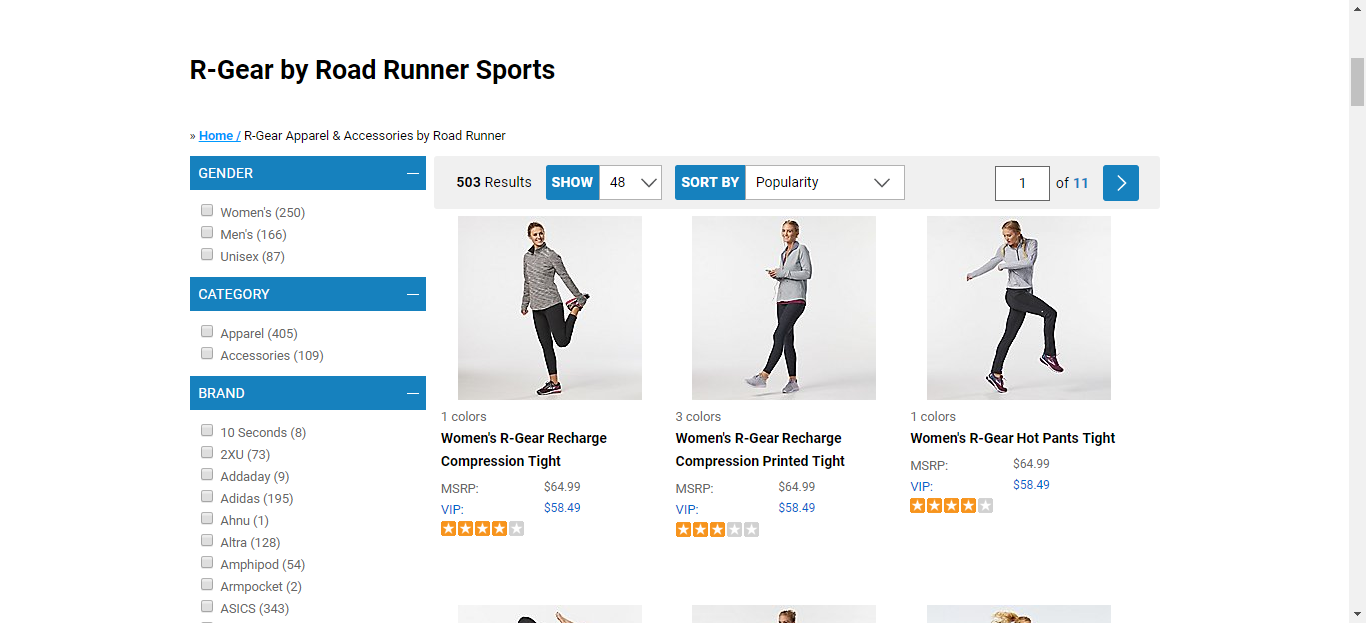 R-Gear by Road Runner Sports
» Home / R-Gear Apparel & Accessories by Road Runner
GENDER
Women's (250)
Men's (166)
Unisex (87)
CATEGORY
Apparel (405)
Accessories (109)
BRAND
10 Seconds (8)
2XU (73)
Addaday (9)
Adidas (195)
Ahnu (1)
Altra (128)
Amphipod (54)
Armpocket (2)
ASICS (343)
503 Results SHOW 48 SORT BY Popularity 1 of 11
1 colors
Women's R-Gear Recharge
Compression Tight
MSRP: $64.99
VIP: $58.49
3 colors
Women's R-Gear Recharge
Compression Printed Tight
MSRP: $64.99
VIP: $58.49
1 colors
Women's R-Gear Hot Pants Tight
MSRP: $64.99
VIP: $58.49